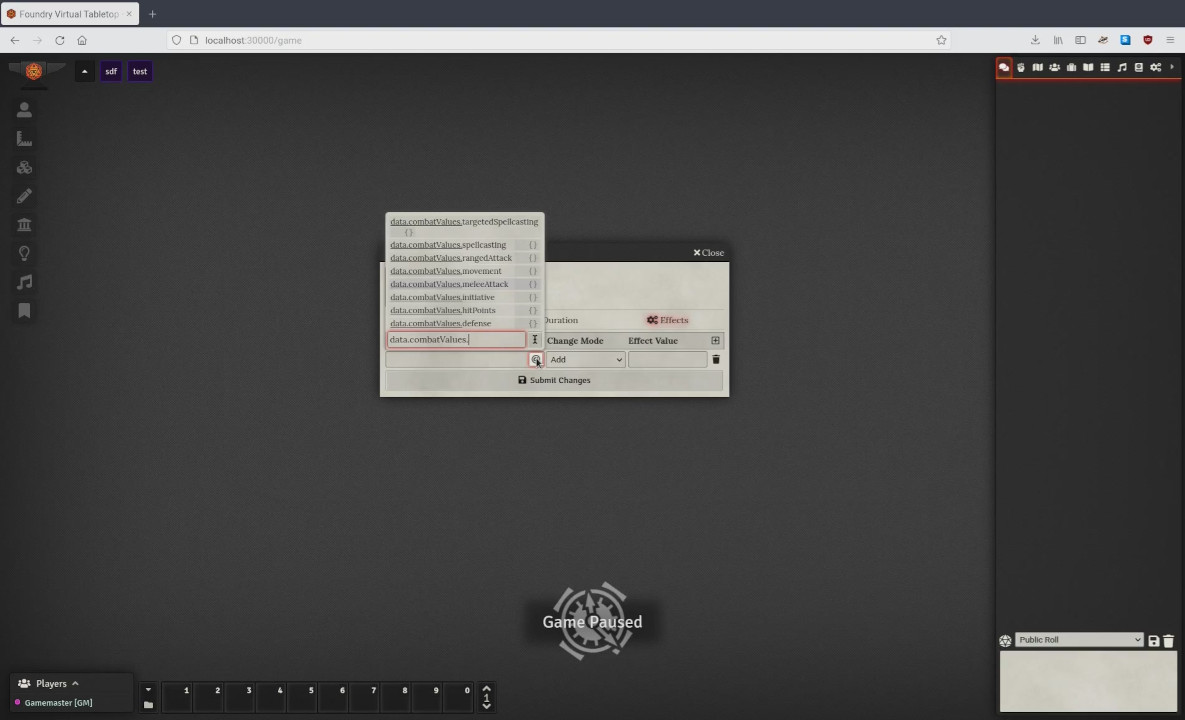 Foundry Virtual Tabletop
localhost:30000/game
sdf
test
data.combatValues.targetedSpellcasting
{}
data.combatValues.spellcasting {}
data.combatValues.rangedAttack {}
data.combatValues.movement {}
data.combatValues.meleeAttack {}
data.combatValues.initiative {}
data.combatValues.hitPoints {}
data.combatValues.defense {}
data.combatValues.
Close
Duration
Effects
Change Mode
Effect Value
Add
Submit Changes
Game Paused
Public Roll
Players
Gamemaster [GM]
1 2 3 4 5 6 7 8 9 0
1